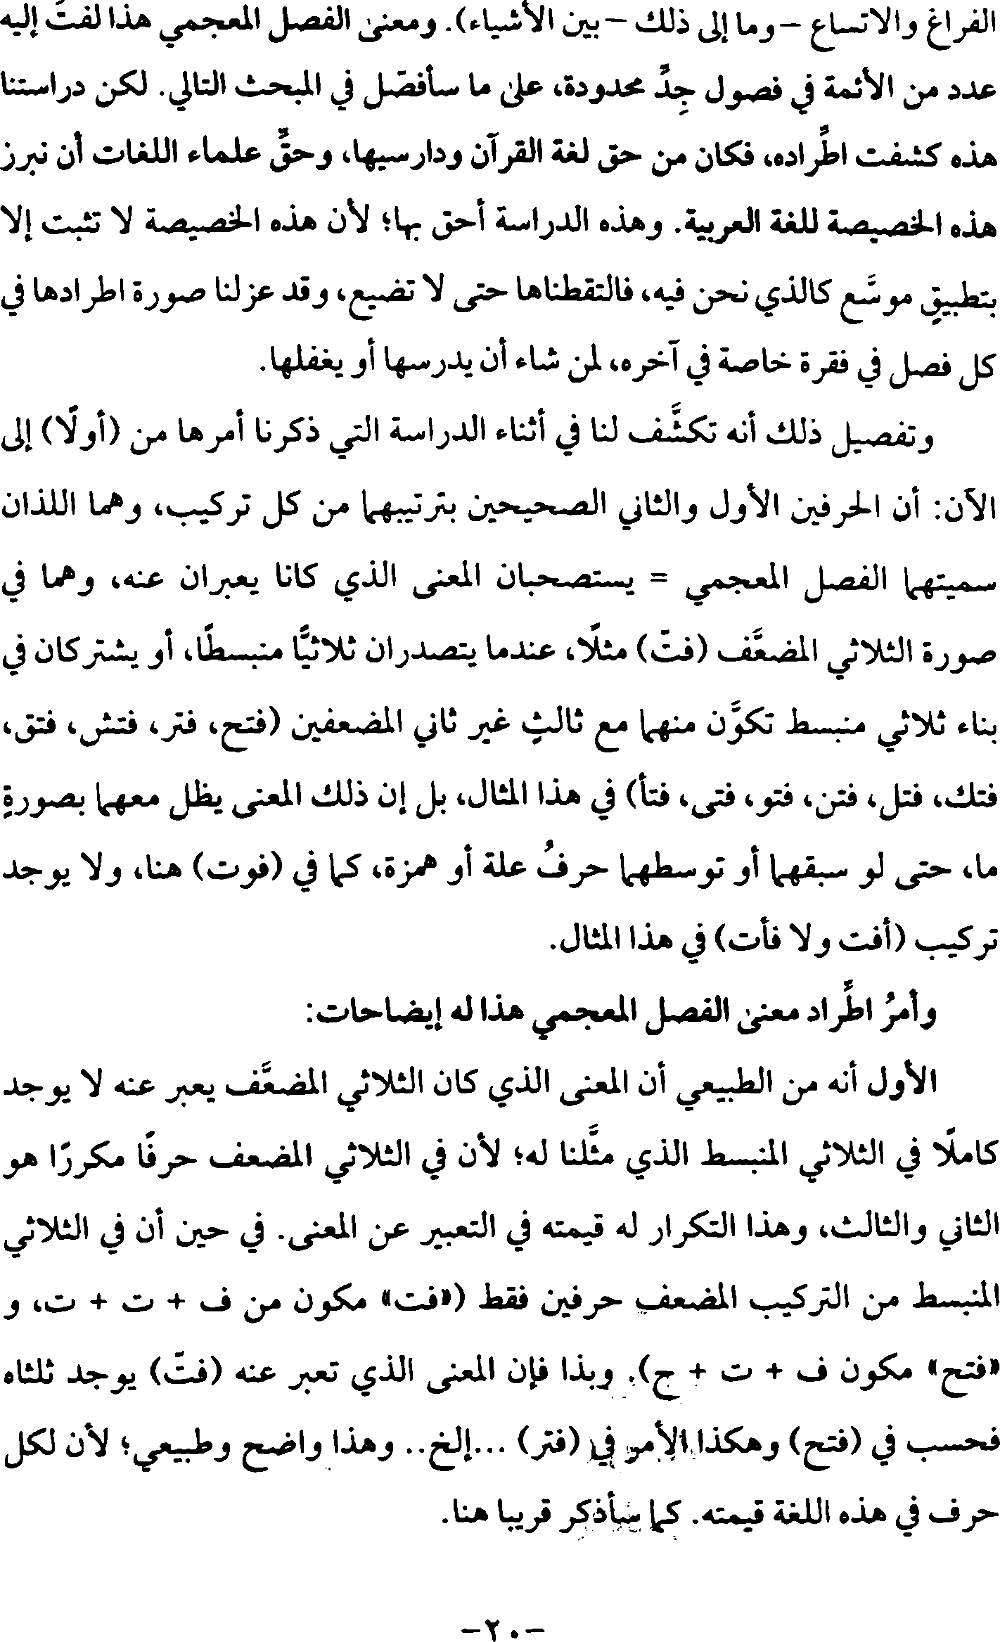 الفراغ والاتساع – وما إلى ذلك – بين الأشياء). ومعنى الفصل المعجمي هذا لفتَ إليه
عدد من الأئمة في فصول جِدِّ محدودة، على ما سأفصّل في المبحث التالي. لكن دراستنا
هذه كشفت اطِّراده، فكان من حق لغة القرآن ودارسيها، وحقِّ علماء اللغات أن نبرز
هذه الخصيصة للغة العربية. وهذه الدراسة أحق بها؛ لأن هذه الخصيصة لا تثبت إلا
بتطبيقٍ موسَّع كالذي نحن فيه، فالتقطناها حتى لا تضيع، وقد عزلنا صورة اطرادها في
كل فصل في فقرة خاصة في آخره، لمن شاء أن يدرسها أو يغفلها.
وتفصيل ذلك أنه تكشَّف لنا في أثناء الدراسة التي ذكرنا أمرها من (أولًا) إلى
الآن: أن الحرفين الأول والثاني الصحيحين بترتيبهما من كل تركيب، وهما اللذان
سميتهما الفصل المعجمي = يستصحبان المعنى الذي كانا يعبران عنه، وهما في
صورة الثلاثي المضعَّف (فتّ) مثلًا، عندما يتصدران ثلاثيًّا منبسطًا، أو يشتركان في
بناء ثلاثي منبسط تكوَّن منهما مع ثالثٍ غير ثاني المضعفين (فتح، فتر، فتش، فتق،
فتك، فتل، فتن، فتو، فتى، فتأ) في هذا المثال، بل إن ذلك المعنى يظل معهما بصورةٍ
ما، حتى لو سبقهما أو توسطهما حرفُ علة أو همزة، كما في (فوت) هنا، ولا يوجد
تركيب (أفت ولا فأت) في هذا المثال.
وأمرُ اطِّراد معنى الفصل المعجمي هذا له إيضاحات:
الأول أنه من الطبيعي أن المعنى الذي كان الثلاثي المضعَّف يعبر عنه لا يوجد
كاملًا في الثلاثي المنبسط الذي مثَّلنا له؛ لأن في الثلاثي المضعف حرفًا مكررًا هو
الثاني والثالث، وهذا التكرار له قيمته في التعبير عن المعنى. في حين أن في الثلاثي
المنبسط من التركيب المضعف حرفين فقط («فت» مكون من ف + ت + ت، و
«فتح» مكون ف + ت + ح). وبذا فإن المعنى الذي تعبر عنه (فتّ) يوجد ثلثاه
فحسب في (فتح) وهكذا الأمر في (فتر) ...إلخ.. وهذا واضح وطبيعي؛ لأن لكل
حرف في هذه اللغة قيمته. كما سأذكر قريبا هنا.
-٢٠-